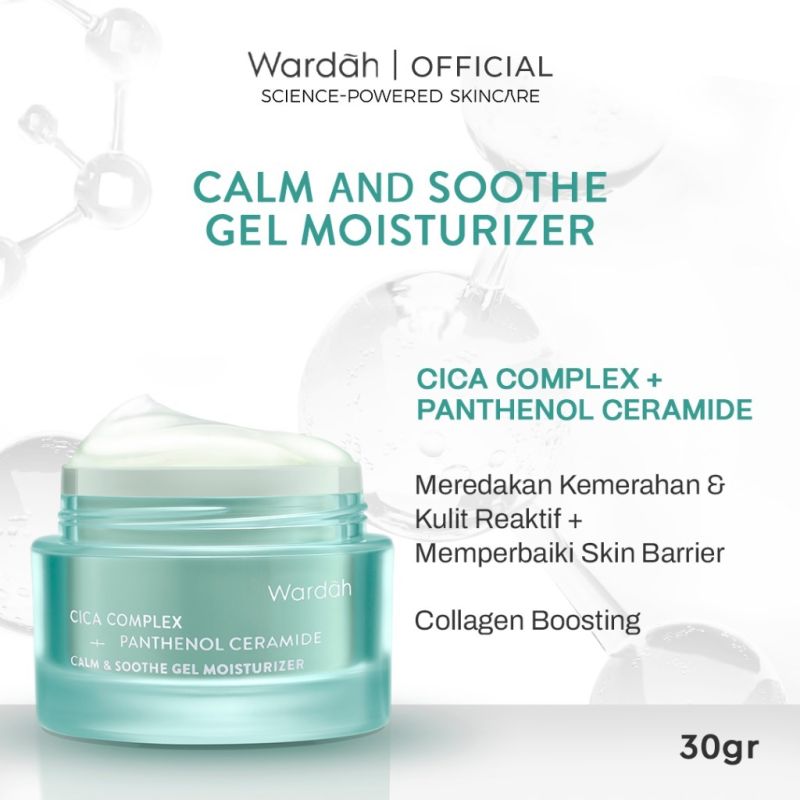 Wardāh | OFFICIAL
SCIENCE-POWERED SKINCARE
CALM AND SOOTHE
GEL MOISTURIZER
CICA COMPLEX +
PANTHENOL CERAMIDE
Meredakan Kemerahan &
Kulit Reaktif +
Memperbaiki Skin Barrier
Collagen Boosting
Wardāh
CICA COMPLEX
+ PANTHENOL CERAMIDE
CALM & SOOTHE GEL MOISTURIZER
30gr